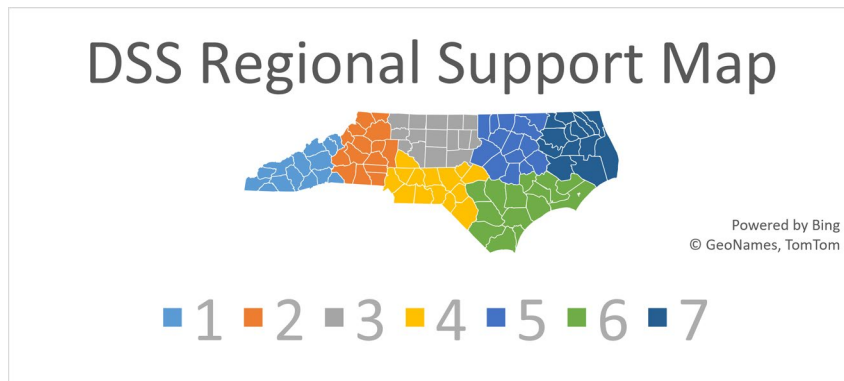 DSS Regional Support Map
Powered by Bing
© GeoNames, TomTom
1 2 3 4 5 6 7